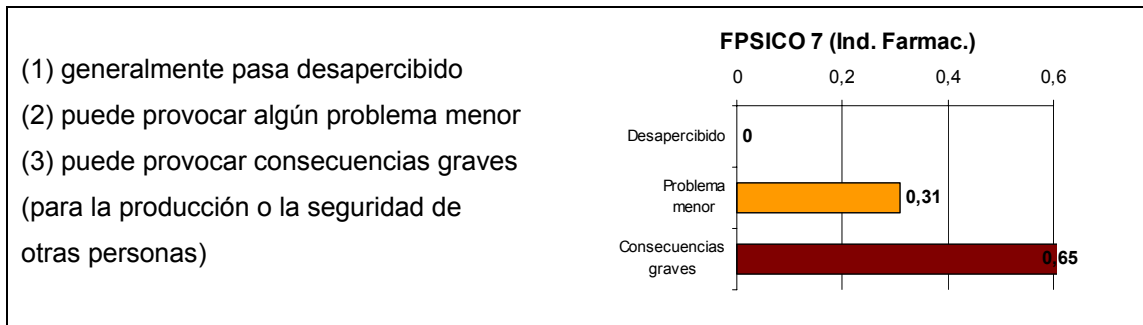 (1) generalmente pasa desapercibido
(2) puede provocar algún problema menor
(3) puede provocar consecuencias graves
(para la producción o la seguridad de
otras personas)
FPSICO 7 (Ind. Farmac.)
0 0,2 0,4 0,6
Desapercibido 0
Problema
menor 0,31
Consecuencias
graves 0,65